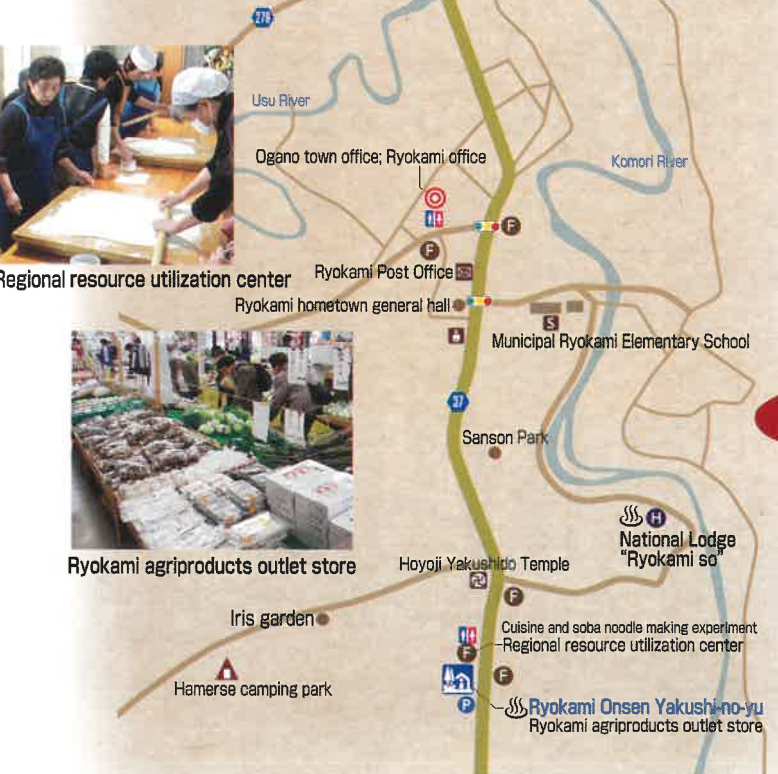 278
Usu River
Ogano town office; Ryokami office
Komori River
F
F
Regional resource utilization center
Ryokami Post Office
Ryokami hometown general hall
S
Municipal Ryokami Elementary School
37
Sanson Park
H
National Lodge
"Ryokami so"
Ryokami agriproducts outlet store
Hoyoji Yakushido Temple
F
Iris garden
Cuisine and soba noodle making experiment
F
Regional resource utilization center
F
Hamerse camping park
P
Ryokami Onsen Yakushi-no-yu
Ryokami agriproducts outlet store